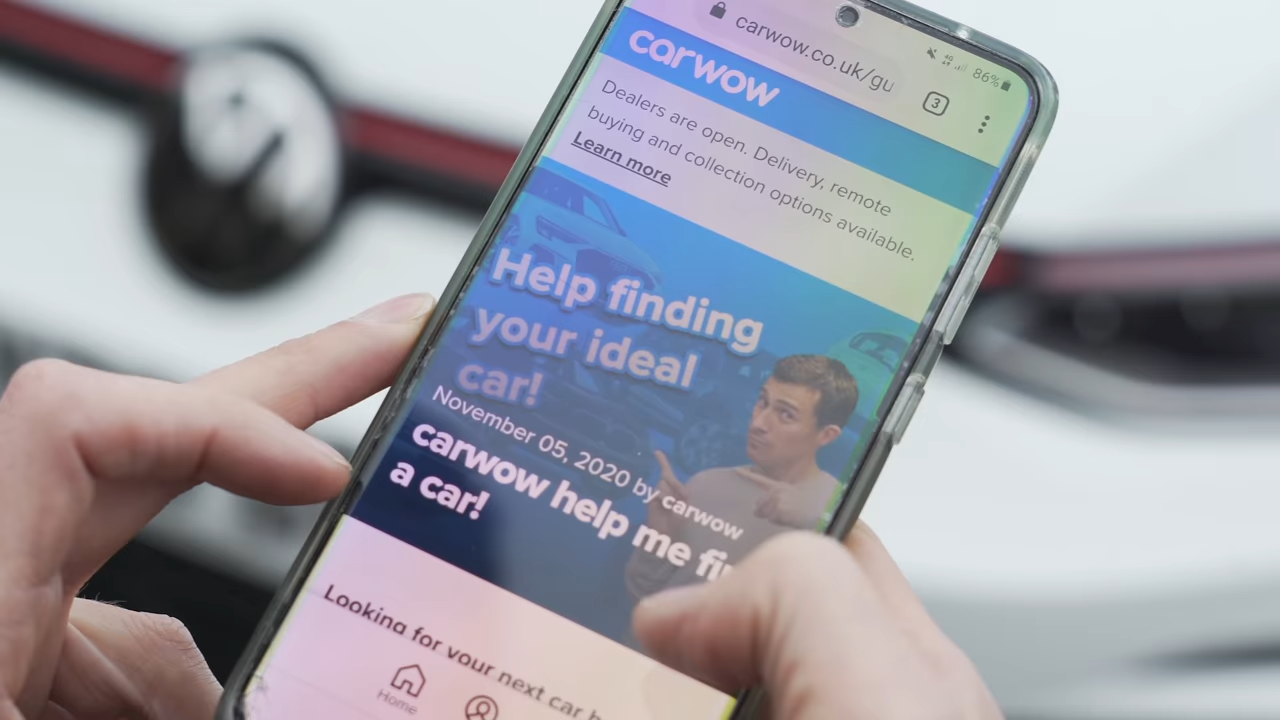 carwow.co.uk/gu
4G
86%
3
carwow
Dealers are open. Delivery, remote
buying and collection options available.
Learn more
Help finding
your ideal
car!
November 05, 2020 by carwow
carwow help me fi
a car!
Looking for your next car
Home